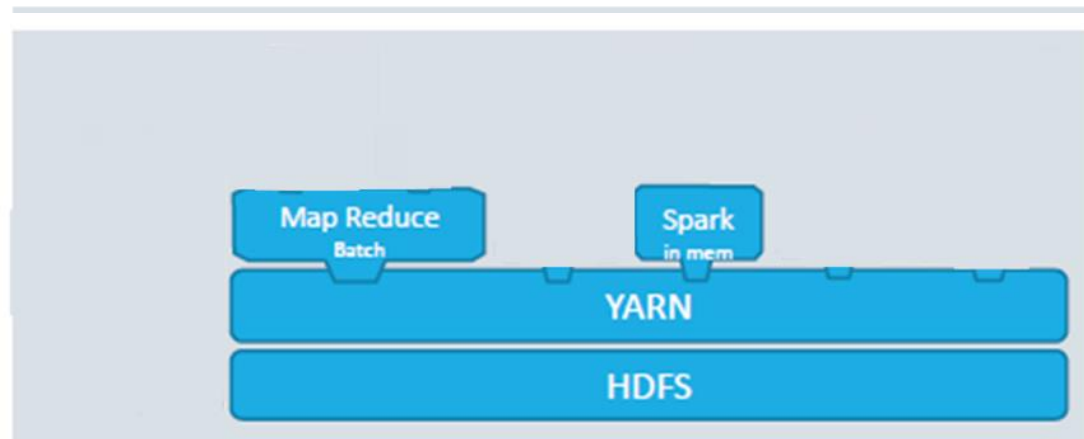 Map Reduce
Batch
Spark
in mem
YARN
HDFS